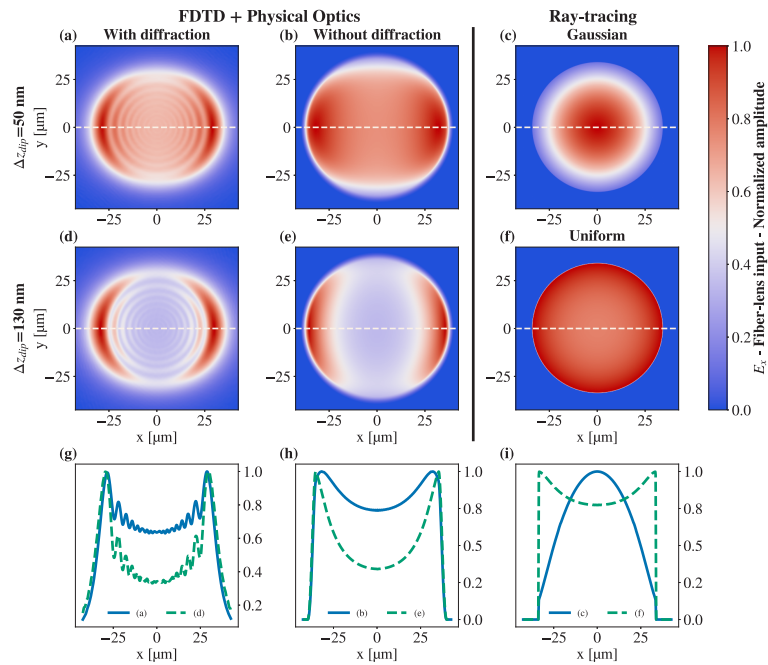 FDTD + Physical Optics
Ray-tracing
(a) With diffraction
(b) Without diffraction
(c) Gaussian
Δz_dip=50 nm
y [μm]
25
0
−25
−25 0 25
25
0
−25
−25 0 25
25
0
−25
−25 0 25
(d)
(e)
(f) Uniform
Δz_dip=130 nm
y [μm]
25
0
−25
−25 0 25
x [μm]
25
0
−25
−25 0 25
x [μm]
25
0
−25
−25 0 25
x [μm]
1.0
0.8
0.6
0.4
0.2
0.0
E_x - Fiber-lens input - Normalized amplitude
(g)
1.0
0.8
0.6
0.4
0.2
(a) (d)
−25 0 25
x [μm]
(h)
1.0
0.8
0.5
0.2
0.0
(b) (e)
−25 0 25
x [μm]
(i)
1.0
0.8
0.5
0.2
0.0
(c) (f)
−25 0 25
x [μm]